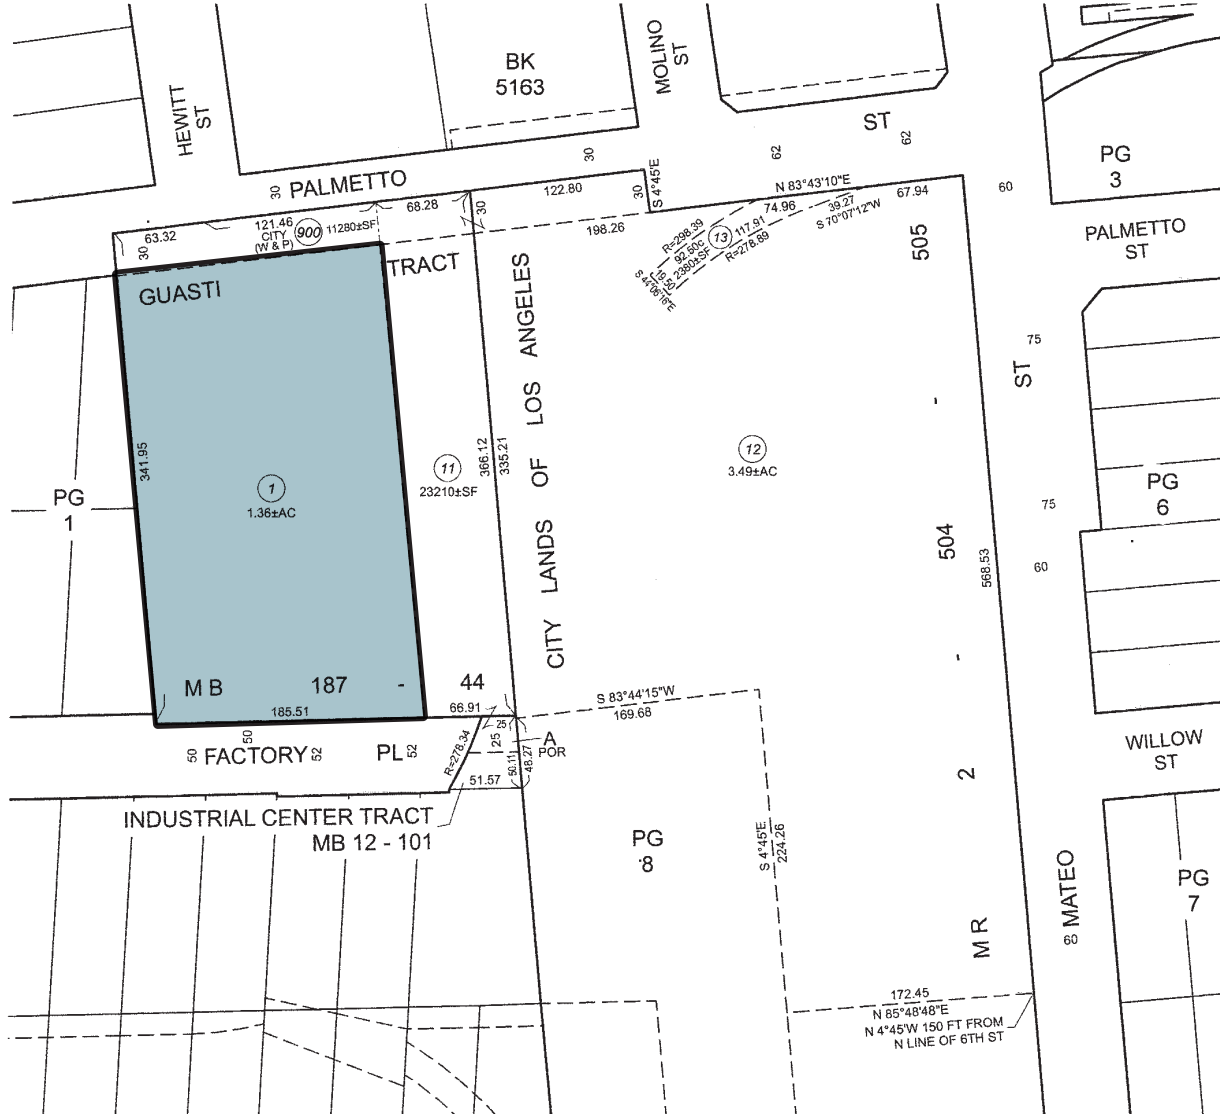 HEWITT
ST
BK
5163
MOLINO
ST
ST
PG
3
30
62
62
30
PALMETTO
122.80
30
S 4°45'E
N 83°43'10"E
67.94
60
63.32
121.46
CITY
(W & P)
900
11280±SF
68.28
30
30
198.26
74.96
39.27
S 70°07'12"W
R=298.39
92.50c
2380±SF
13
117.91
R=278.89
19.50
S 44°06'16"E
505
PALMETTO
ST
TRACT
GUASTI
CITY LANDS OF LOS ANGELES
75
ST
341.95
1
1.36±AC
11
23210±SF
366.12
335.21
12
3.49±AC
PG
1
PG
6
75
504
568.53
60
-
-
M B 187 - 44
185.51
66.91
S 83°44'15"W
169.68
50
50
FACTORY
52
PL
52
R=278.34
25
25
A
POR
50.11
48.27
51.57
2
WILLOW
ST
INDUSTRIAL CENTER TRACT
MB 12 - 101
PG
8
S 4°45'E
224.26
MATEO
60
PG
7
M R
172.45
N 85°48'48"E
N 4°45'W 150 FT FROM
N LINE OF 6TH ST